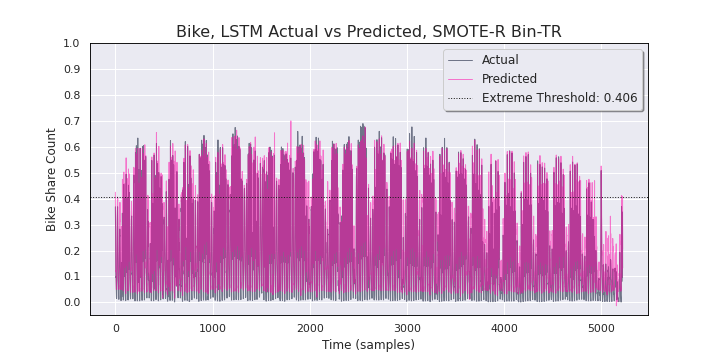 Bike, LSTM Actual vs Predicted, SMOTE-R Bin-TR
1.0
0.9
0.8
0.7
0.6
0.5
0.4
0.3
0.2
0.1
0.0
Bike Share Count
Actual
Predicted
Extreme Threshold: 0.406
0
1000
2000
3000
4000
5000
Time (samples)